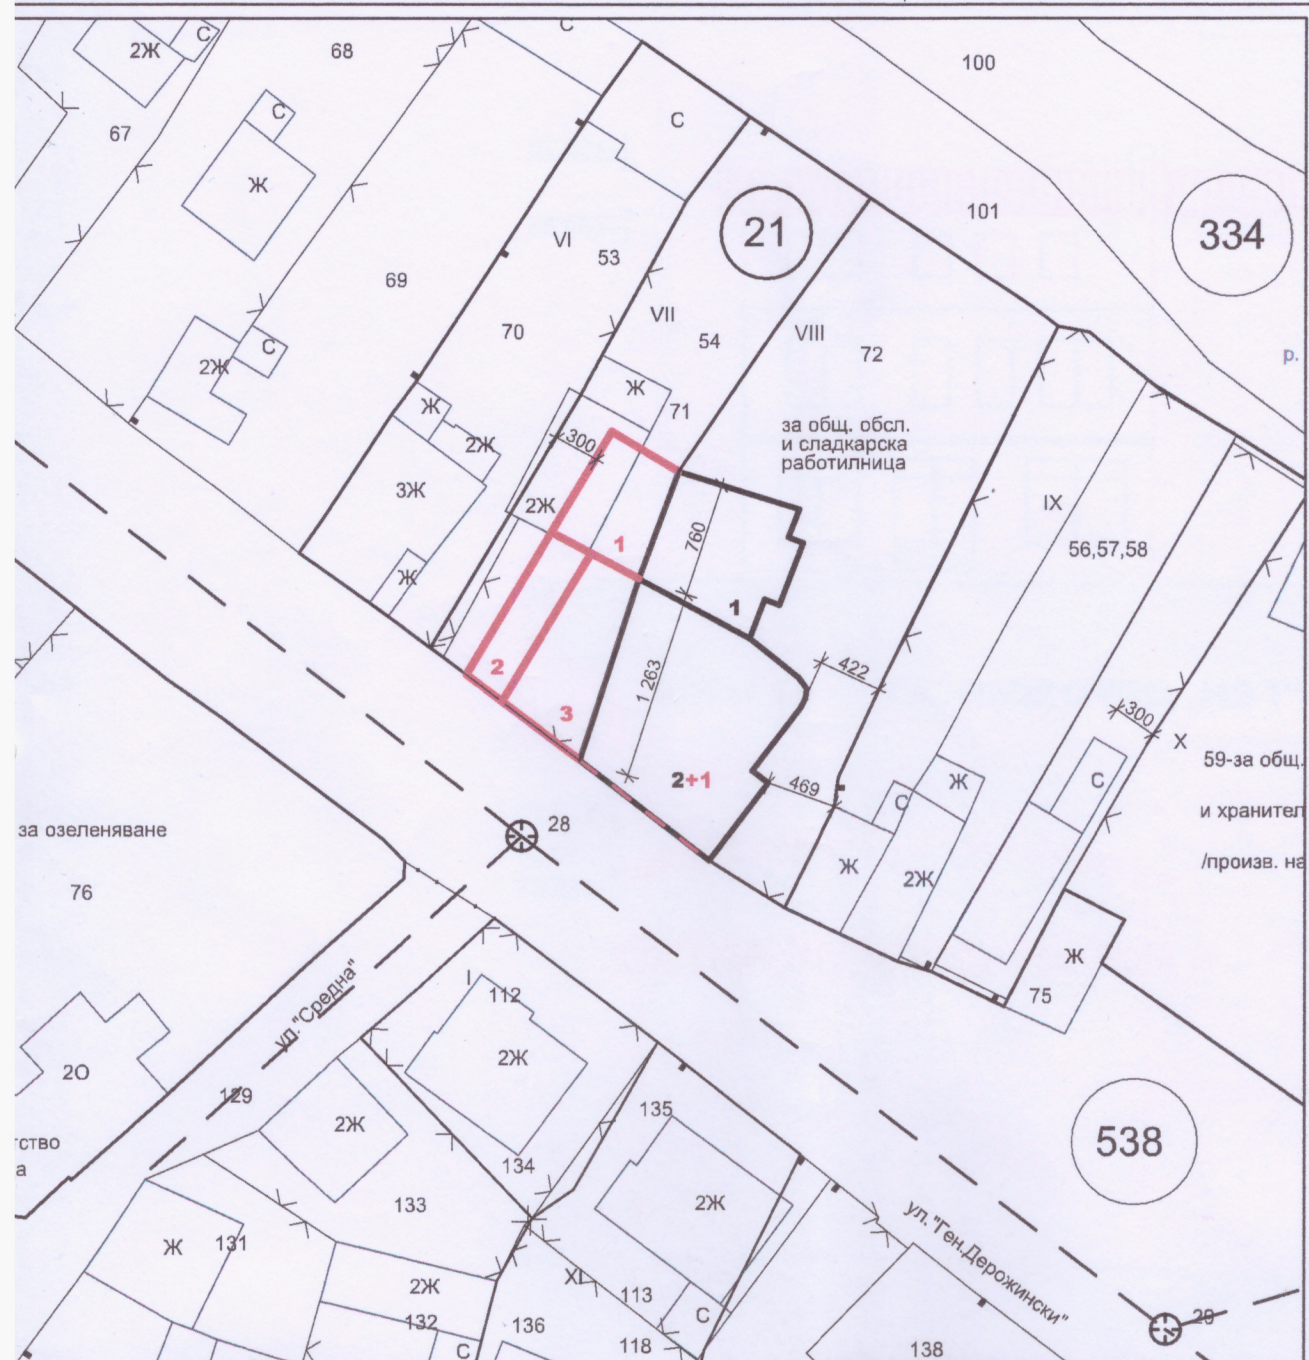 2Ж
С
68
С
100
67
С
Ж
С
101
21
334
VI
53
69
VII
54
VIII
72
70
р.
2Ж
С
Ж
71
за общ. обсл.
и сладкарска
работилница
Ж
2Ж
300
3Ж
2Ж
IX
56,57,58
760
1
1
Ж
2
1 263
422
300
X
3
59-за общ.
2+1
469
С
Ж
С
и хранител
за озеленяване
28
/произв. на
76
Ж
2Ж
Ж
75
ул."Средна"
I
112
2О
2Ж
129
2Ж
135
538
тство
а
134
133
2Ж
ул."Ген.Дерожински"
Ж
131
2Ж
XI
113
132
136
С
29
С
118
138